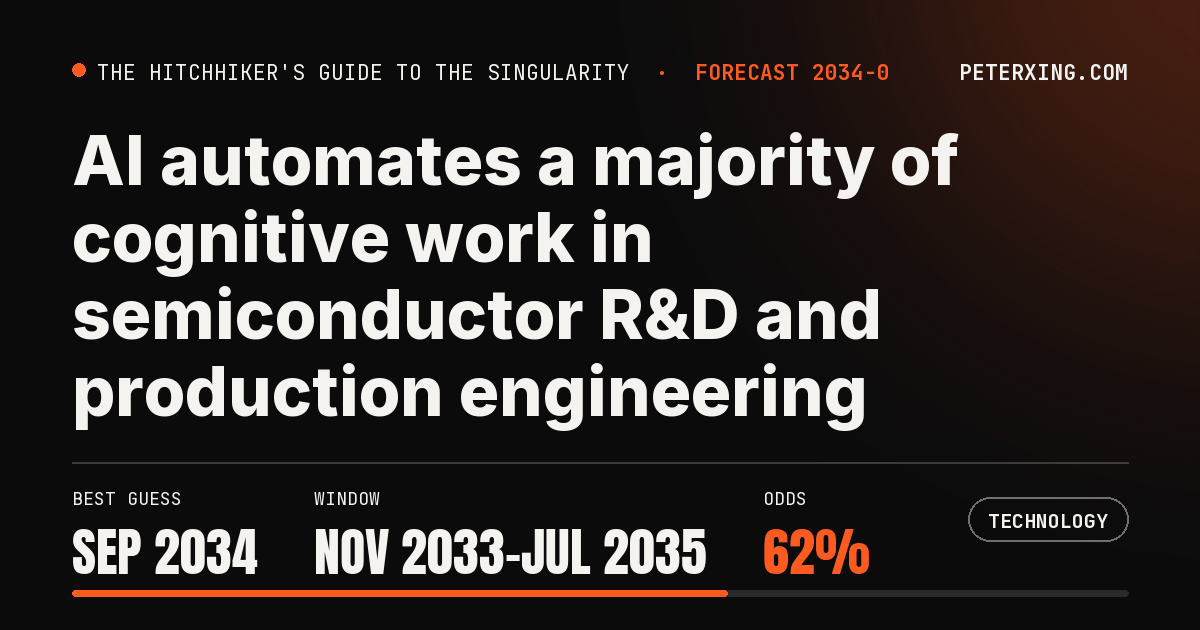 THE HITCHHIKER'S GUIDE TO THE SINGULARITY · FORECAST 2034-0 PETERXING.COM
AI automates a majority of
cognitive work in
semiconductor R&D and
production engineering
BEST GUESS WINDOW ODDS
SEP 2034 NOV 2033–JUL 2035 62% TECHNOLOGY